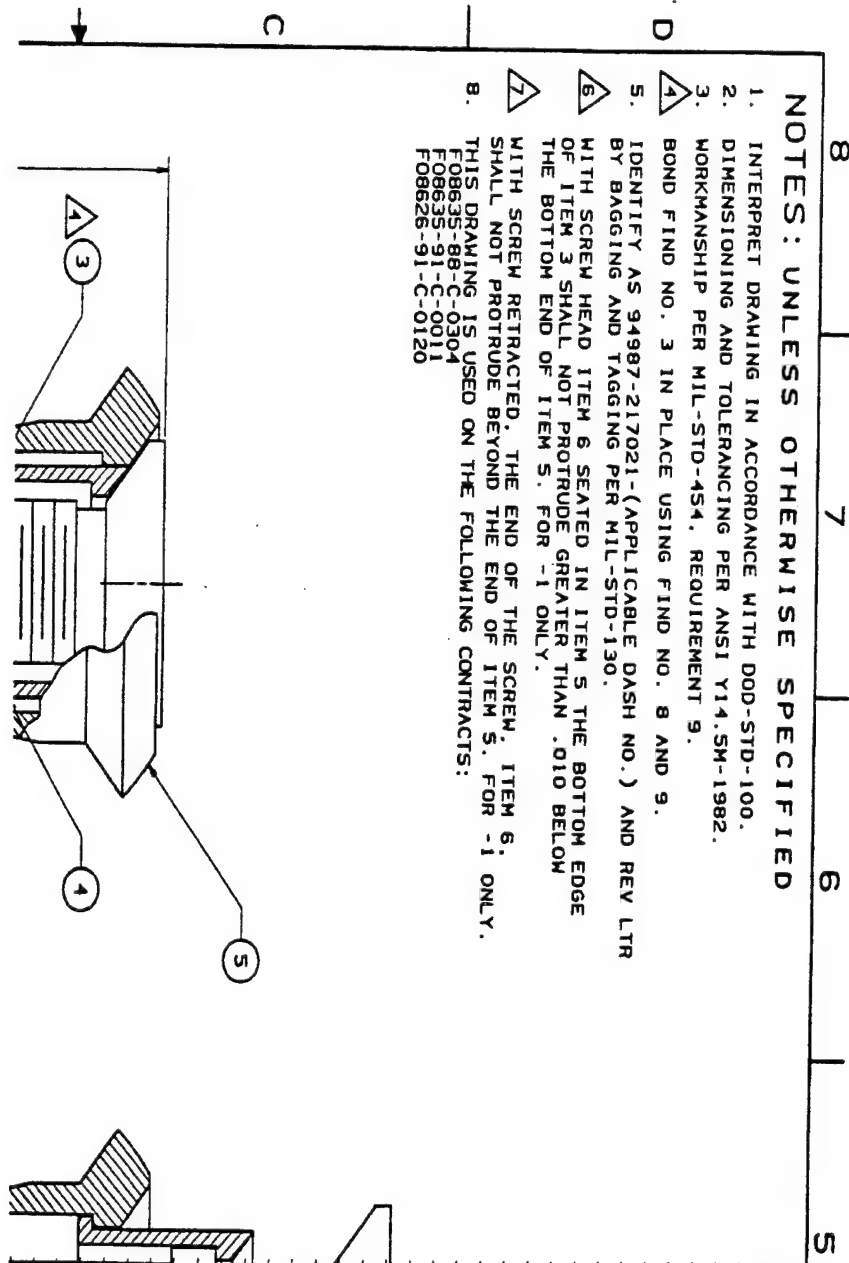 8
7
6
5
D
C
NOTES: UNLESS OTHERWISE SPECIFIED
1. INTERPRET DRAWING IN ACCORDANCE WITH DOD-STD-100.
2. DIMENSIONING AND TOLERANCING PER ANSI Y14.5M-1982.
3. WORKMANSHIP PER MIL-STD-454, REQUIREMENT 9.
4 BOND FIND NO. 3 IN PLACE USING FIND NO. 8 AND 9.
5. IDENTIFY AS 94987-217021-(APPLICABLE DASH NO.) AND REV LTR
BY BAGGING AND TAGGING PER MIL-STD-130.
6 WITH SCREW HEAD ITEM 6 SEATED IN ITEM 5 THE BOTTOM EDGE
OF ITEM 3 SHALL NOT PROTRUDE GREATER THAN .010 BELOW
THE BOTTOM END OF ITEM 5. FOR -1 ONLY.
7 WITH SCREW RETRACTED, THE END OF THE SCREW, ITEM 6,
SHALL NOT PROTRUDE BEYOND THE END OF ITEM 5. FOR -1 ONLY.
8. THIS DRAWING IS USED ON THE FOLLOWING CONTRACTS:
F08635-88-C-0304
F08635-91-C-0011
F08626-91-C-0120
4
3
4
5